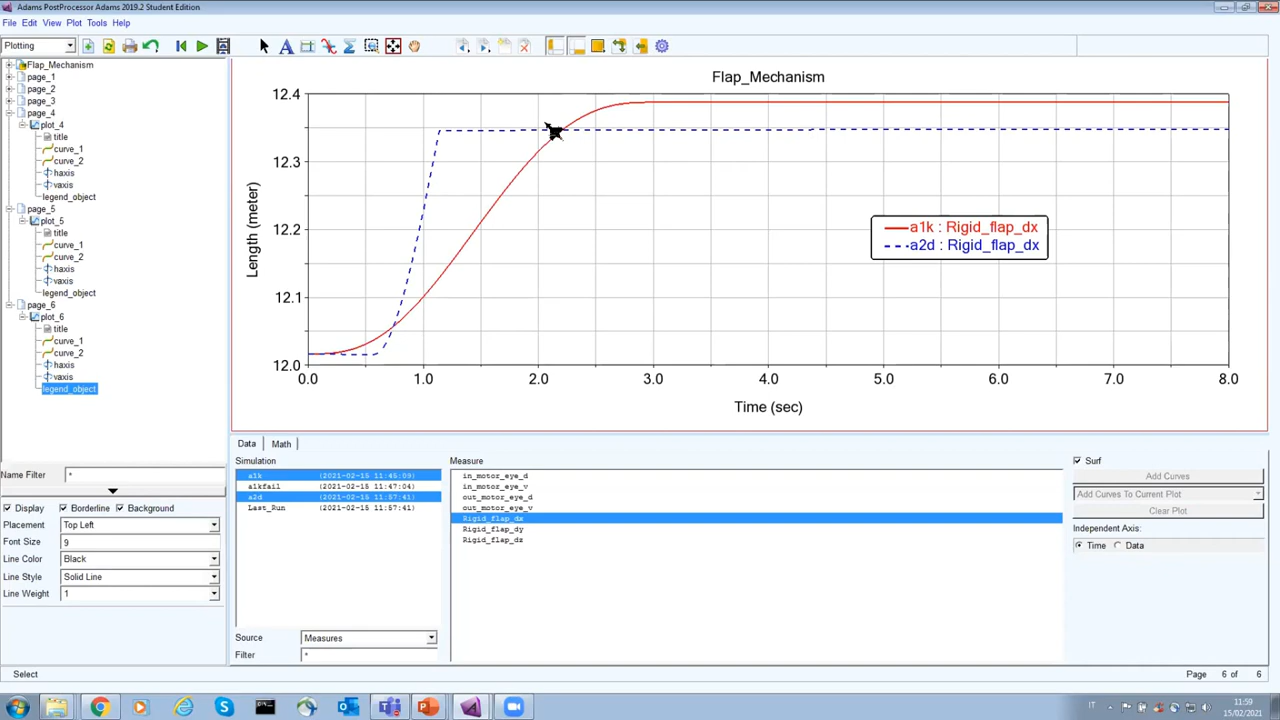 Adams PostProcessor Adams 2019.2 Student Edition
File Edit View Plot Tools Help
Plotting
Flap_Mechanism
page_1
page_2
page_3
page_4
plot_4
title
curve_1
curve_2
haxis
vaxis
legend_object
page_5
plot_5
title
curve_1
curve_2
haxis
vaxis
legend_object
page_6
plot_6
title
curve_1
curve_2
haxis
vaxis
legend_object
Name Filter *
Display Borderline Background
Placement Top Left
Font Size 9
Line Color Black
Line Style Solid Line
Line Weight 1
Flap_Mechanism
12.4
12.3
12.2
12.1
12.0
Length (meter)
0.0 1.0 2.0 3.0 4.0 5.0 6.0 7.0 8.0
Time (sec)
a1k : Rigid_flap_dx
a2d : Rigid_flap_dx
Data Math
Simulation
a1k (2021-02-15 11:45:09)
a1kfail (2021-02-15 11:47:04)
a2d (2021-02-15 11:57:41)
Last_Run (2021-02-15 11:57:41)
Source Measures
Filter *
Measure
in_motor_eye_d
in_motor_eye_v
out_motor_eye_d
out_motor_eye_v
Rigid_flap_dx
Rigid_flap_dy
Rigid_flap_dz
Surf
Add Curves
Add Curves To Current Plot
Clear Plot
Independent Axis:
Time Data
Select
Page 6 of 6
IT
11:59
15/02/2021